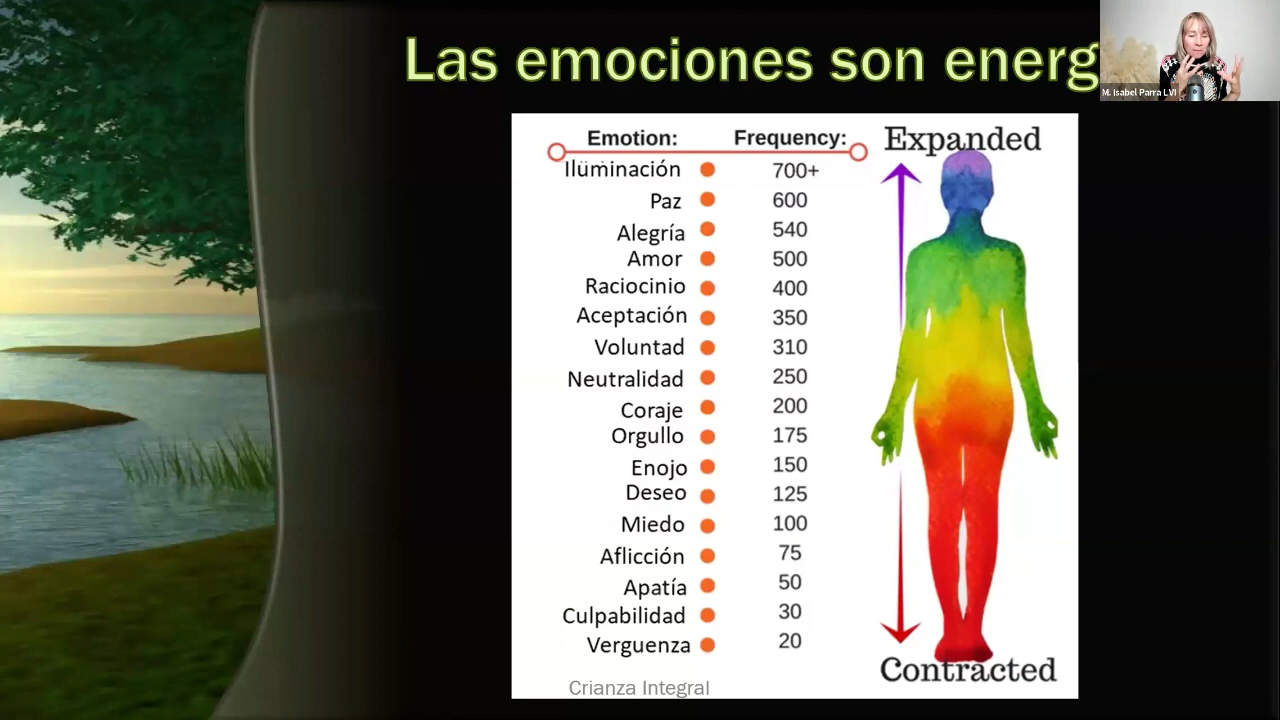 Las emociones son energ
M. Isabel Parra LVI
Emotion: Frequency:
Expanded
Iluminación 700+
Paz 600
Alegría 540
Amor 500
Raciocinio 400
Aceptación 350
Voluntad 310
Neutralidad 250
Coraje 200
Orgullo 175
Enojo 150
Deseo 125
Miedo 100
Aflicción 75
Apatía 50
Culpabilidad 30
Verguenza 20
Contracted
Crianza Integral